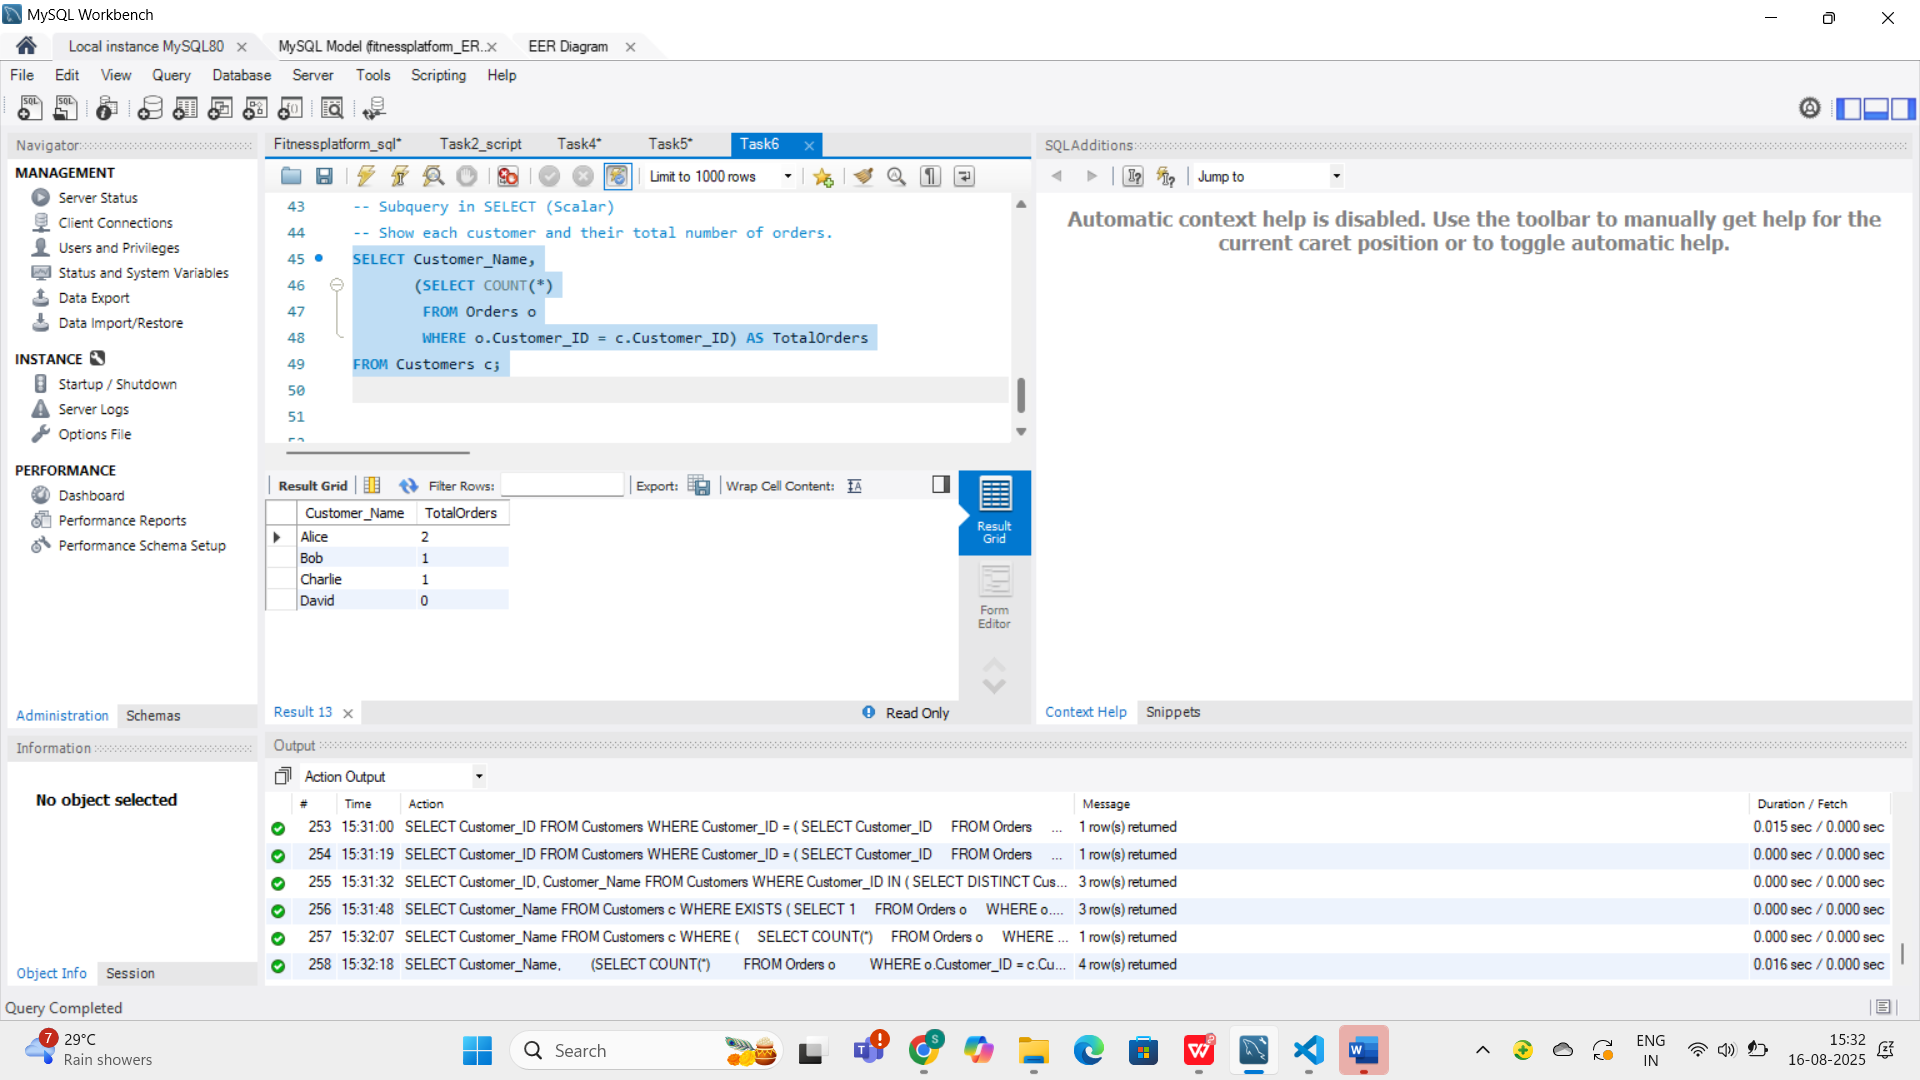 MySQL Workbench
Local instance MySQL80
MySQL Model (fitnessplatform_ER..
EER Diagram
File Edit View Query Database Server Tools Scripting Help
Navigator
MANAGEMENT
Server Status
Client Connections
Users and Privileges
Status and System Variables
Data Export
Data Import/Restore
INSTANCE
Startup / Shutdown
Server Logs
Options File
PERFORMANCE
Dashboard
Performance Reports
Performance Schema Setup
Administration Schemas
Information
No object selected
Object Info Session
Query Completed
Fitnessplatform_sql* Task2_script Task4* Task5* Task6
Limit to 1000 rows
43 -- Subquery in SELECT (Scalar)
44 -- Show each customer and their total number of orders.
45 SELECT Customer_Name,
46 (SELECT COUNT(*)
47 FROM Orders o
48 WHERE o.Customer_ID = c.Customer_ID) AS TotalOrders
49 FROM Customers c;
50
51
Result Grid Filter Rows: Export: Wrap Cell Content:
Customer_Name TotalOrders
Alice 2
Bob 1
Charlie 1
David 0
Result Grid
Form Editor
Result 13
Read Only
SQLAdditions
Jump to
Automatic context help is disabled. Use the toolbar to manually get help for the
current caret position or to toggle automatic help.
Context Help Snippets
Output
Action Output
# Time Action Message Duration / Fetch
253 15:31:00 SELECT Customer_ID FROM Customers WHERE Customer_ID = ( SELECT Customer_ID FROM Orders ... 1 row(s) returned 0.015 sec / 0.000 sec
254 15:31:19 SELECT Customer_ID FROM Customers WHERE Customer_ID = ( SELECT Customer_ID FROM Orders ... 1 row(s) returned 0.000 sec / 0.000 sec
255 15:31:32 SELECT Customer_ID, Customer_Name FROM Customers WHERE Customer_ID IN ( SELECT DISTINCT Cus... 3 row(s) returned 0.000 sec / 0.000 sec
256 15:31:48 SELECT Customer_Name FROM Customers c WHERE EXISTS ( SELECT 1 FROM Orders o WHERE o.... 3 row(s) returned 0.000 sec / 0.000 sec
257 15:32:07 SELECT Customer_Name FROM Customers c WHERE ( SELECT COUNT(*) FROM Orders o WHERE ... 1 row(s) returned 0.000 sec / 0.000 sec
258 15:32:18 SELECT Customer_Name, (SELECT COUNT(*) FROM Orders o WHERE o.Customer_ID = c.Cu... 4 row(s) returned 0.016 sec / 0.000 sec
7
29°C
Rain showers
Search
ENG
IN
15:32
16-08-2025